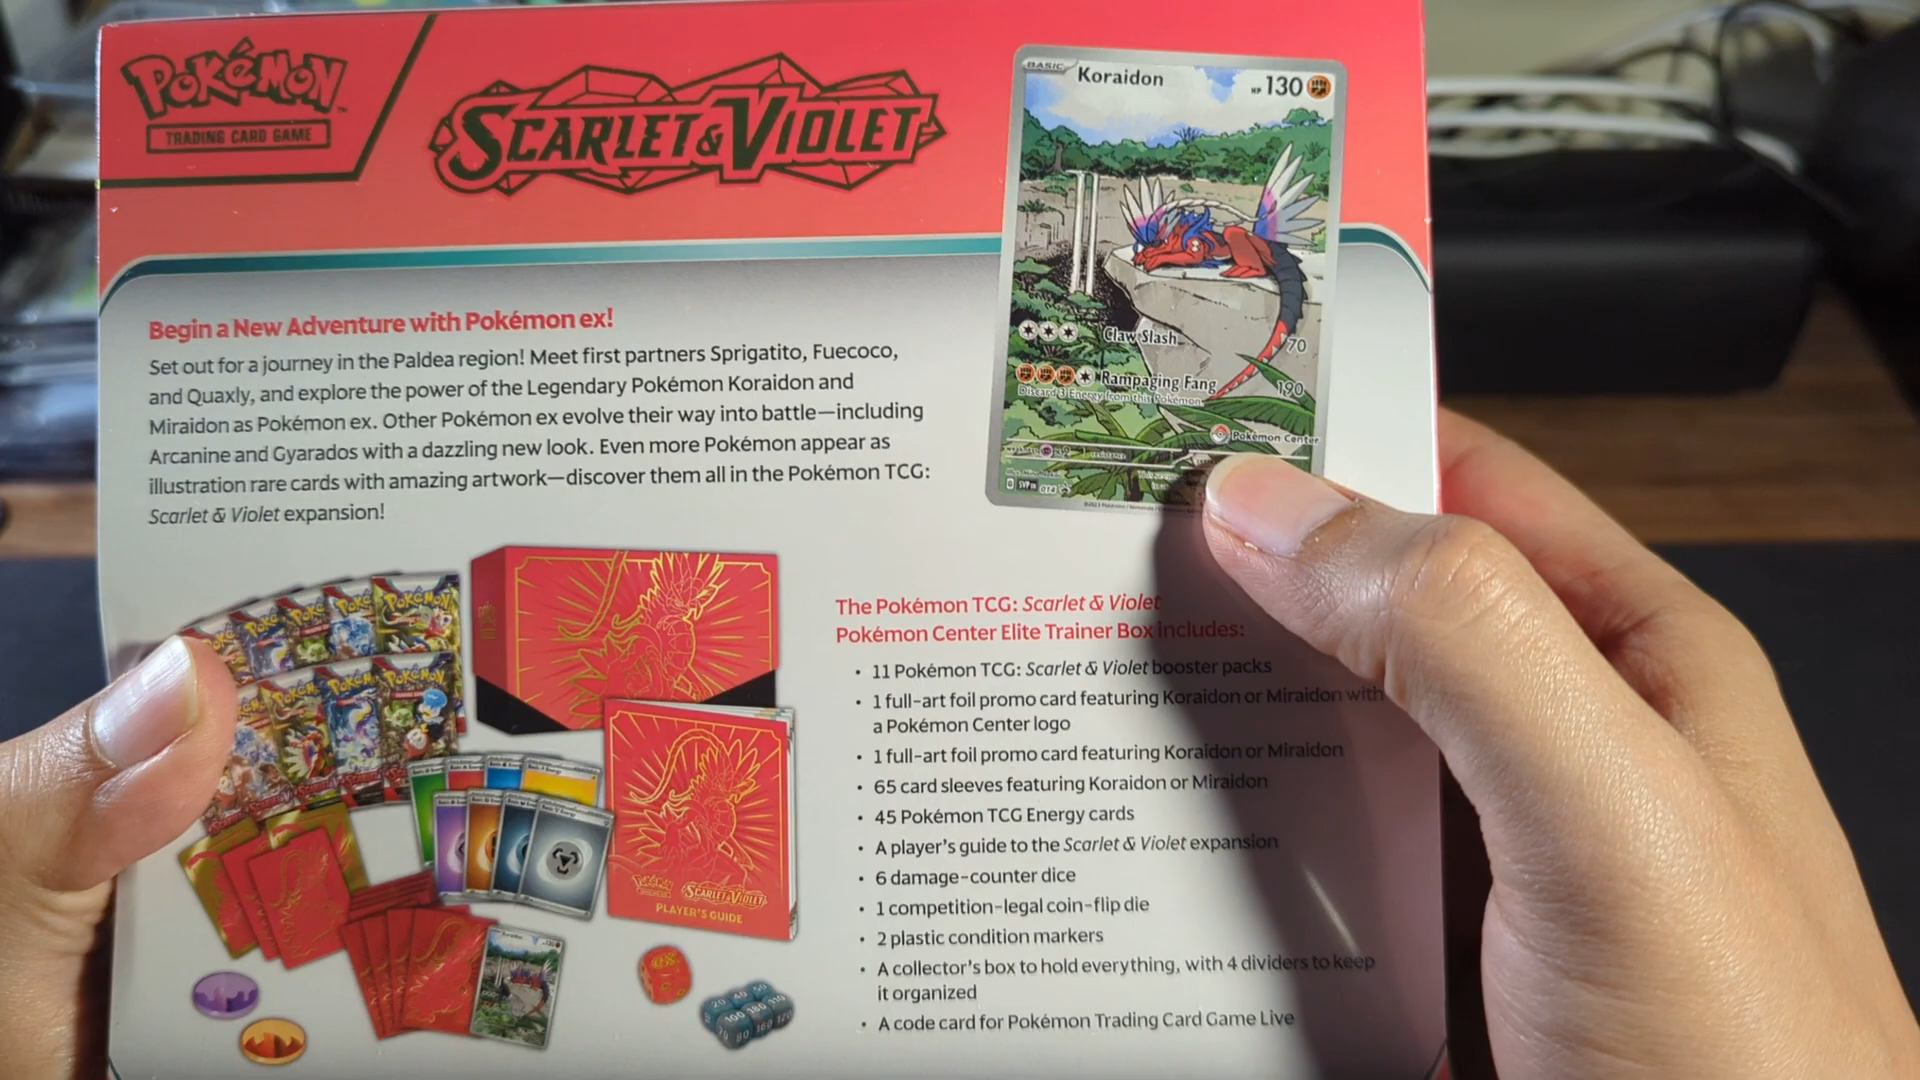 POKéMON
TRADING CARD GAME
SCARLET & VIOLET
BASIC
Koraidon
HP 130
Claw Slash
70
Rampaging Fang
190
Discard 3 Energy from this Pokémon.
Pokémon Center
SVP EN 014
Begin a New Adventure with Pokémon ex!
Set out for a journey in the Paldea region! Meet first partners Sprigatito, Fuecoco,
and Quaxly, and explore the power of the Legendary Pokémon Koraidon and
Miraidon as Pokémon ex. Other Pokémon ex evolve their way into battle—including
Arcanine and Gyarados with a dazzling new look. Even more Pokémon appear as
illustration rare cards with amazing artwork—discover them all in the Pokémon TCG:
Scarlet & Violet expansion!
POKéMON
POKéMON
SCARLET & VIOLET
PLAYER'S GUIDE
Koraidon
The Pokémon TCG: Scarlet & Violet
Pokémon Center Elite Trainer Box includes:
• 11 Pokémon TCG: Scarlet & Violet booster packs
• 1 full-art foil promo card featuring Koraidon or Miraidon with
a Pokémon Center logo
• 1 full-art foil promo card featuring Koraidon or Miraidon
• 65 card sleeves featuring Koraidon or Miraidon
• 45 Pokémon TCG Energy cards
• A player's guide to the Scarlet & Violet expansion
• 6 damage-counter dice
• 1 competition-legal coin-flip die
• 2 plastic condition markers
• A collector's box to hold everything, with 4 dividers to keep
it organized
• A code card for Pokémon Trading Card Game Live